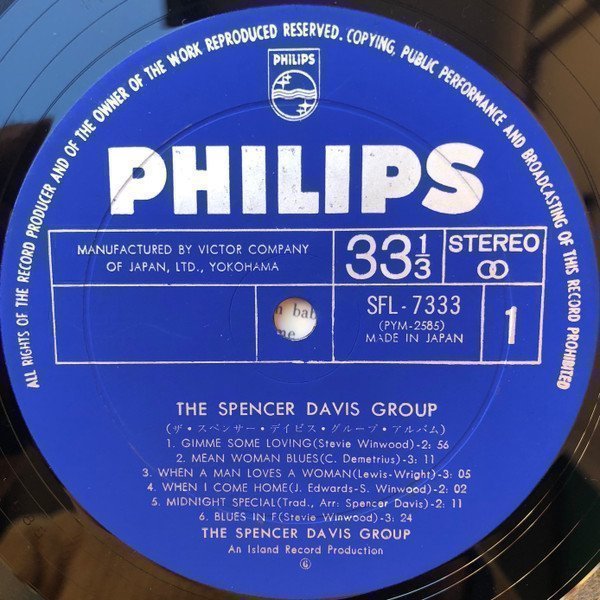 ALL RIGHTS OF THE RECORD PRODUCER AND OF THE OWNER OF THE WORK REPRODUCED RESERVED. COPYING, PUBLIC PERFORMANCE AND BROADCASTING OF THIS RECORD PROHIBITED
PHILIPS
PHILIPS
MANUFACTURED BY VICTOR COMPANY
OF JAPAN, LTD., YOKOHAMA
33 1/3
STEREO
SFL-7333
(PYM-2585)
MADE IN JAPAN
1
n bab
me
THE SPENCER DAVIS GROUP
(ザ・スペンサー・デイビス・グループ・アルバム)
1. GIMME SOME LOVING(Stevie Winwood)-2: 56
2. MEAN WOMAN BLUES(C. Demetrius)-3: 11
3. WHEN A MAN LOVES A WOMAN(Lewis-Wright)-3: 05
4. WHEN I COME HOME(J. Edwards-S. Winwood)-2: 02
5. MIDNIGHT SPECIAL(Trad., Arr: Spencer Davis)-2: 11
6. BLUES IN F(Stevie Winwood)-3: 24
THE SPENCER DAVIS GROUP
An Island Record Production